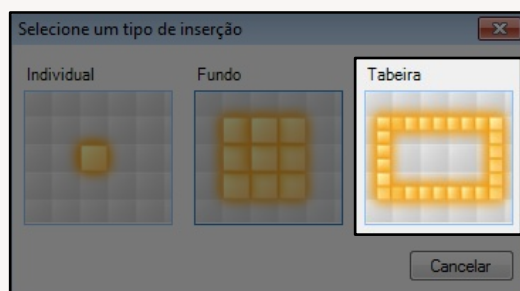 Selecione um tipo de inserção
Individual
Fundo
Tabeira
Cancelar